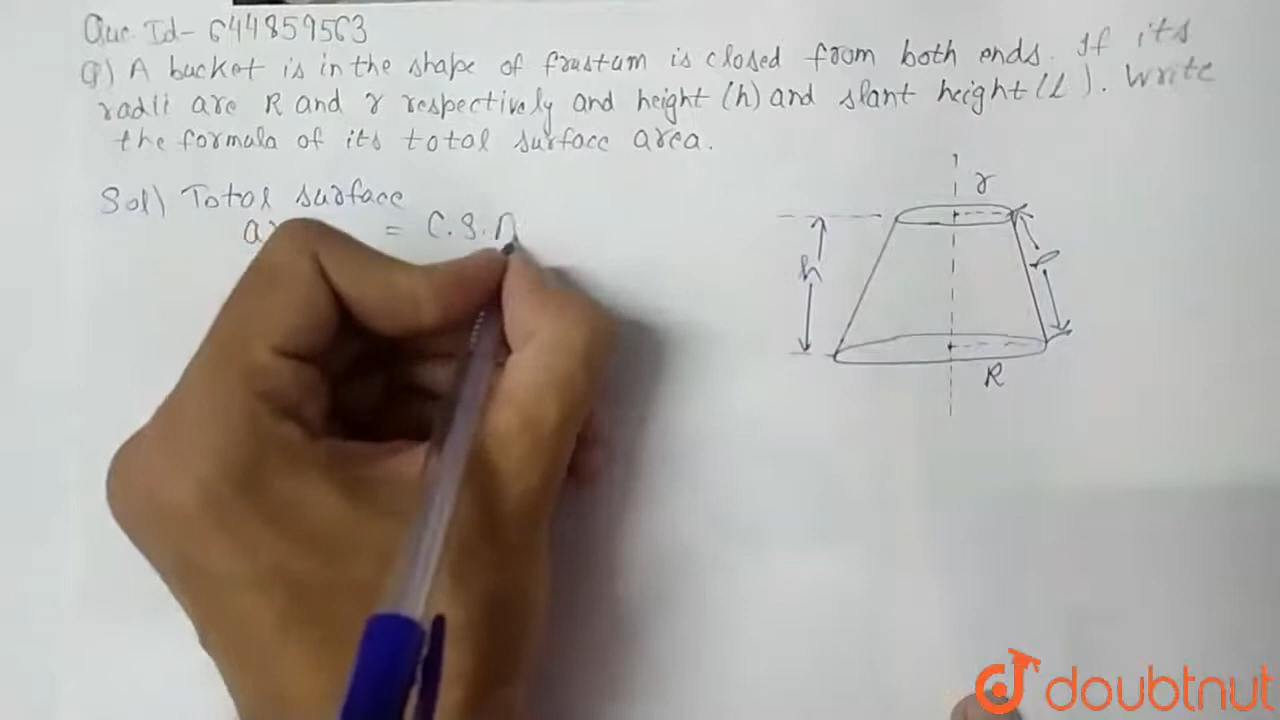 Que. Id- 644859563
Q) A bucket is in the shape of frustum is closed from both ends. If its
radii are R and r respectively and height (h) and slant height (l). Write
the formula of its total surface area.
Sol) Total surface
= C.S.A
r
h
l
R
doubtnut